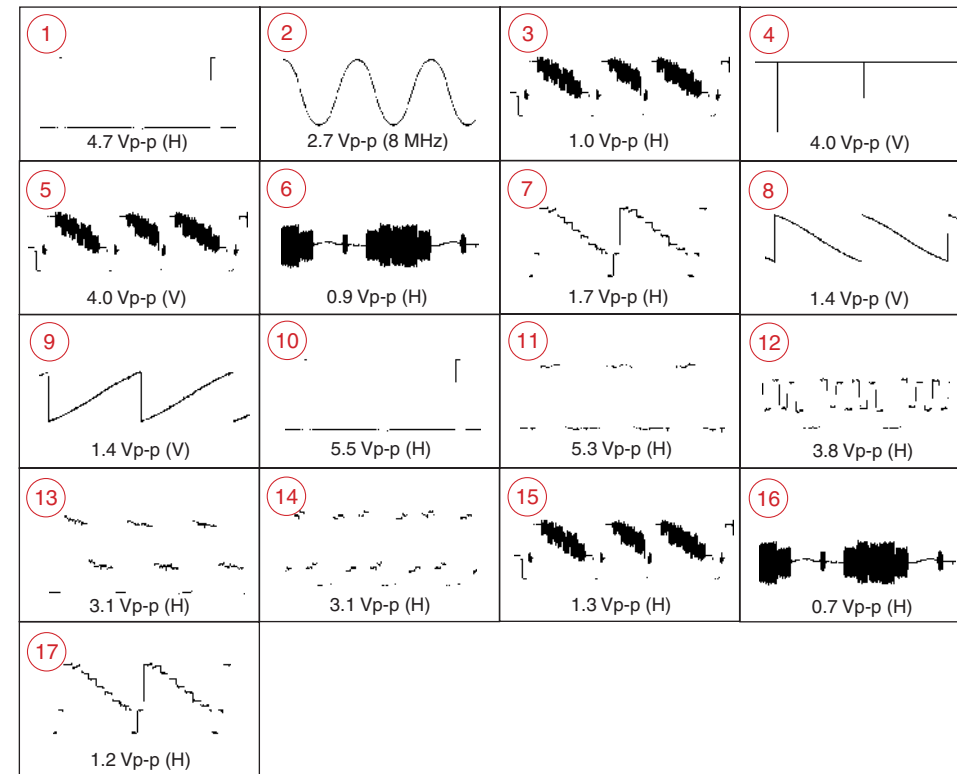 1
4.7 Vp-p (H)
2
2.7 Vp-p (8 MHz)
3
1.0 Vp-p (H)
4
4.0 Vp-p (V)
5
4.0 Vp-p (V)
6
0.9 Vp-p (H)
7
1.7 Vp-p (H)
8
1.4 Vp-p (V)
9
1.4 Vp-p (V)
10
5.5 Vp-p (H)
11
5.3 Vp-p (H)
12
3.8 Vp-p (H)
13
3.1 Vp-p (H)
14
3.1 Vp-p (H)
15
1.3 Vp-p (H)
16
0.7 Vp-p (H)
17
1.2 Vp-p (H)